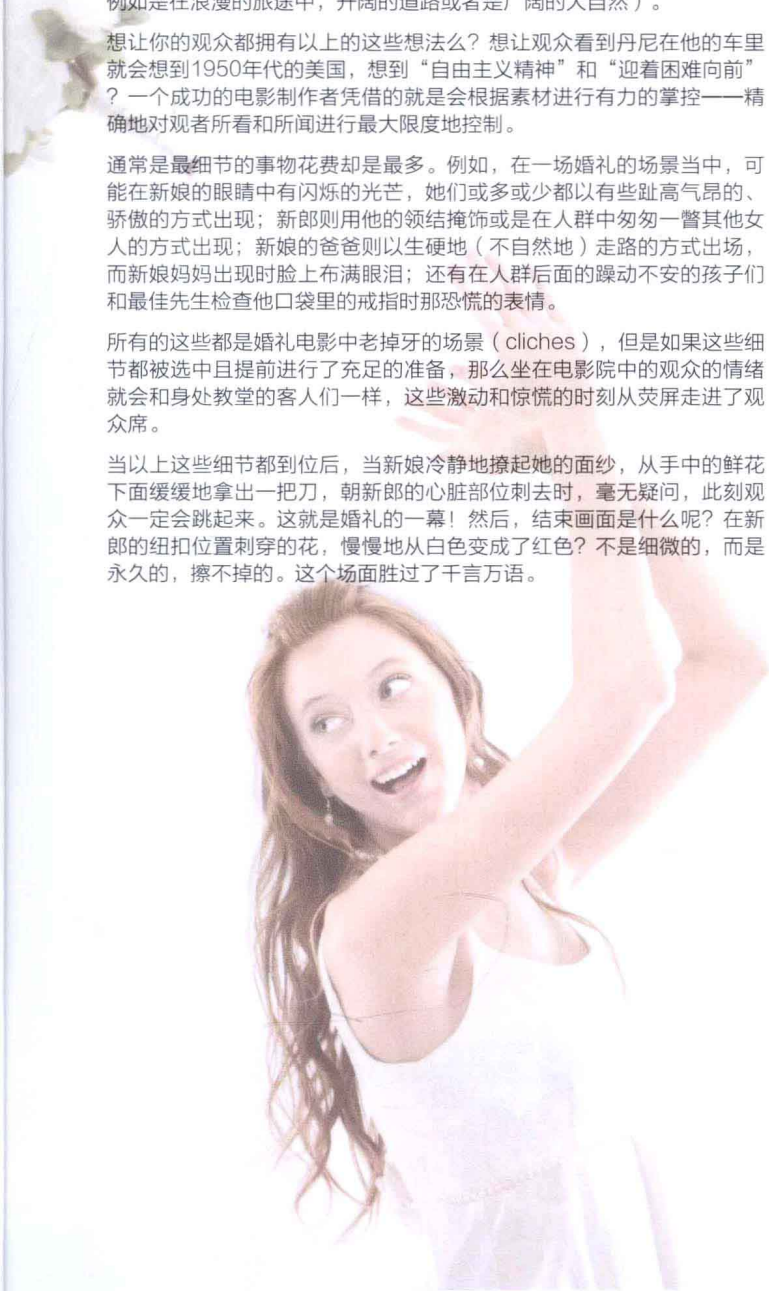 例如是在浪漫的旅途中，开阔的道路或者是广阔的大自然）。
想让你的观众都拥有以上的这些想法么？想让观众看到丹尼在他的车里
就会想到1950年代的美国，想到“自由主义精神”和“迎着困难向前”
？一个成功的电影制作者凭借的就是会根据素材进行有力的掌控——精
确地对观者所看和所闻进行最大限度地控制。
通常是最细节的事物花费却是最多。例如，在一场婚礼的场景当中，可
能在新娘的眼睛中有闪烁的光芒，她们或多或少都以有些趾高气昂的、
骄傲的方式出现；新郎则用他的领结掩饰或是在人群中匆匆一瞥其他女
人的方式出现；新娘的爸爸则以生硬地（不自然地）走路的方式出场，
而新娘妈妈出现时脸上布满眼泪；还有在人群后面的躁动不安的孩子们
和最佳先生检查他口袋里的戒指时那恐慌的表情。
所有的这些都是婚礼电影中老掉牙的场景（cliches），但是如果这些细
节都被选中且提前进行了充足的准备，那么坐在电影院中的观众的情绪
就会和身处教堂的客人们一样，这些激动和惊慌的时刻从荧屏走进了观
众席。
当以上这些细节都到位后，当新娘冷静地撩起她的面纱，从手中的鲜花
下面缓缓地拿出一把刀，朝新郎的心脏部位刺去时，毫无疑问，此刻观
众一定会跳起来。这就是婚礼的一幕！然后，结束画面是什么呢？在新
郎的纽扣位置刺穿的花，慢慢地从白色变成了红色？不是细微的，而是
永久的，擦不掉的。这个场面胜过了千言万语。